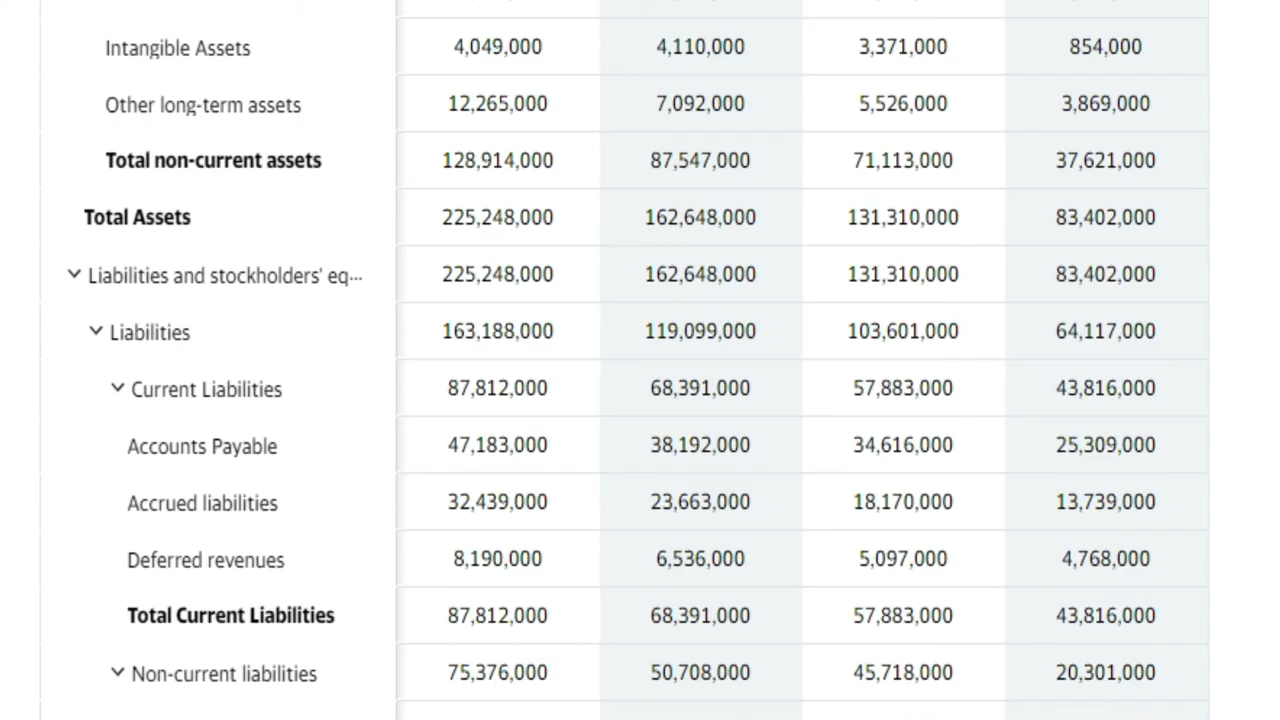 Intangible Assets 4,049,000 4,110,000 3,371,000 854,000
Other long-term assets 12,265,000 7,092,000 5,526,000 3,869,000
Total non-current assets 128,914,000 87,547,000 71,113,000 37,621,000
Total Assets 225,248,000 162,648,000 131,310,000 83,402,000
Liabilities and stockholders' eq... 225,248,000 162,648,000 131,310,000 83,402,000
Liabilities 163,188,000 119,099,000 103,601,000 64,117,000
Current Liabilities 87,812,000 68,391,000 57,883,000 43,816,000
Accounts Payable 47,183,000 38,192,000 34,616,000 25,309,000
Accrued liabilities 32,439,000 23,663,000 18,170,000 13,739,000
Deferred revenues 8,190,000 6,536,000 5,097,000 4,768,000
Total Current Liabilities 87,812,000 68,391,000 57,883,000 43,816,000
Non-current liabilities 75,376,000 50,708,000 45,718,000 20,301,000